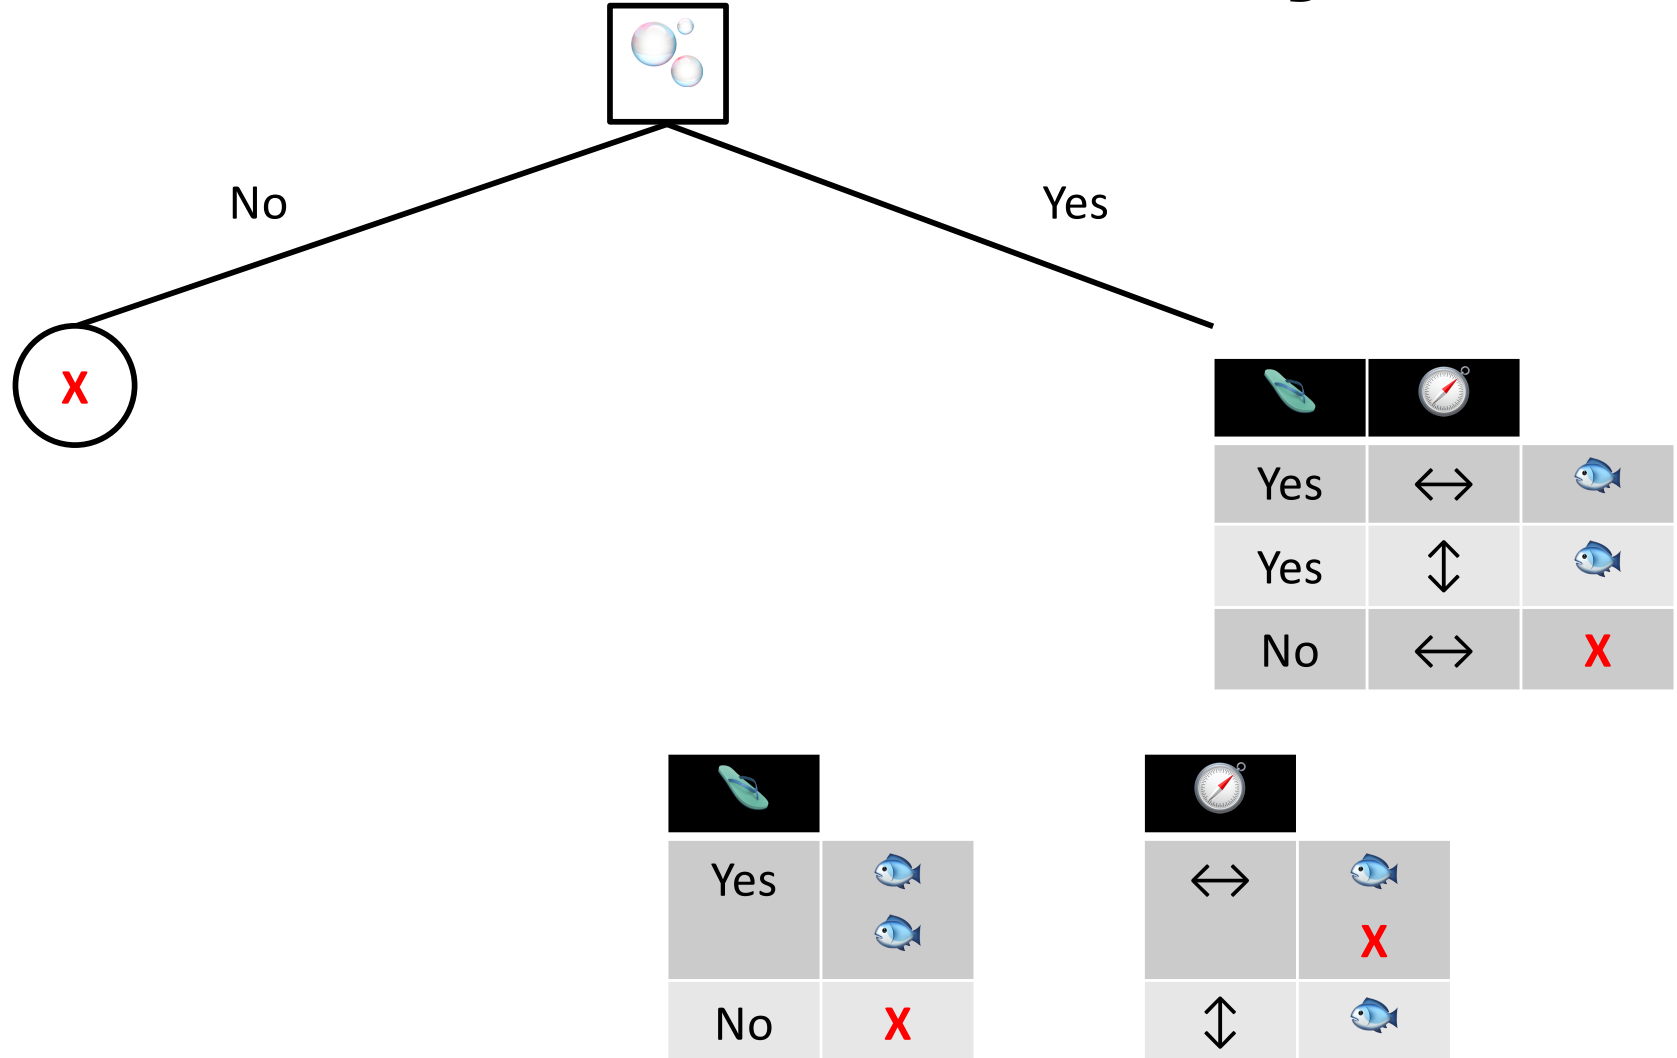 No
Yes
X
Yes ↔
Yes ↕
No ↔ X
Yes ↔
X
No X ↕